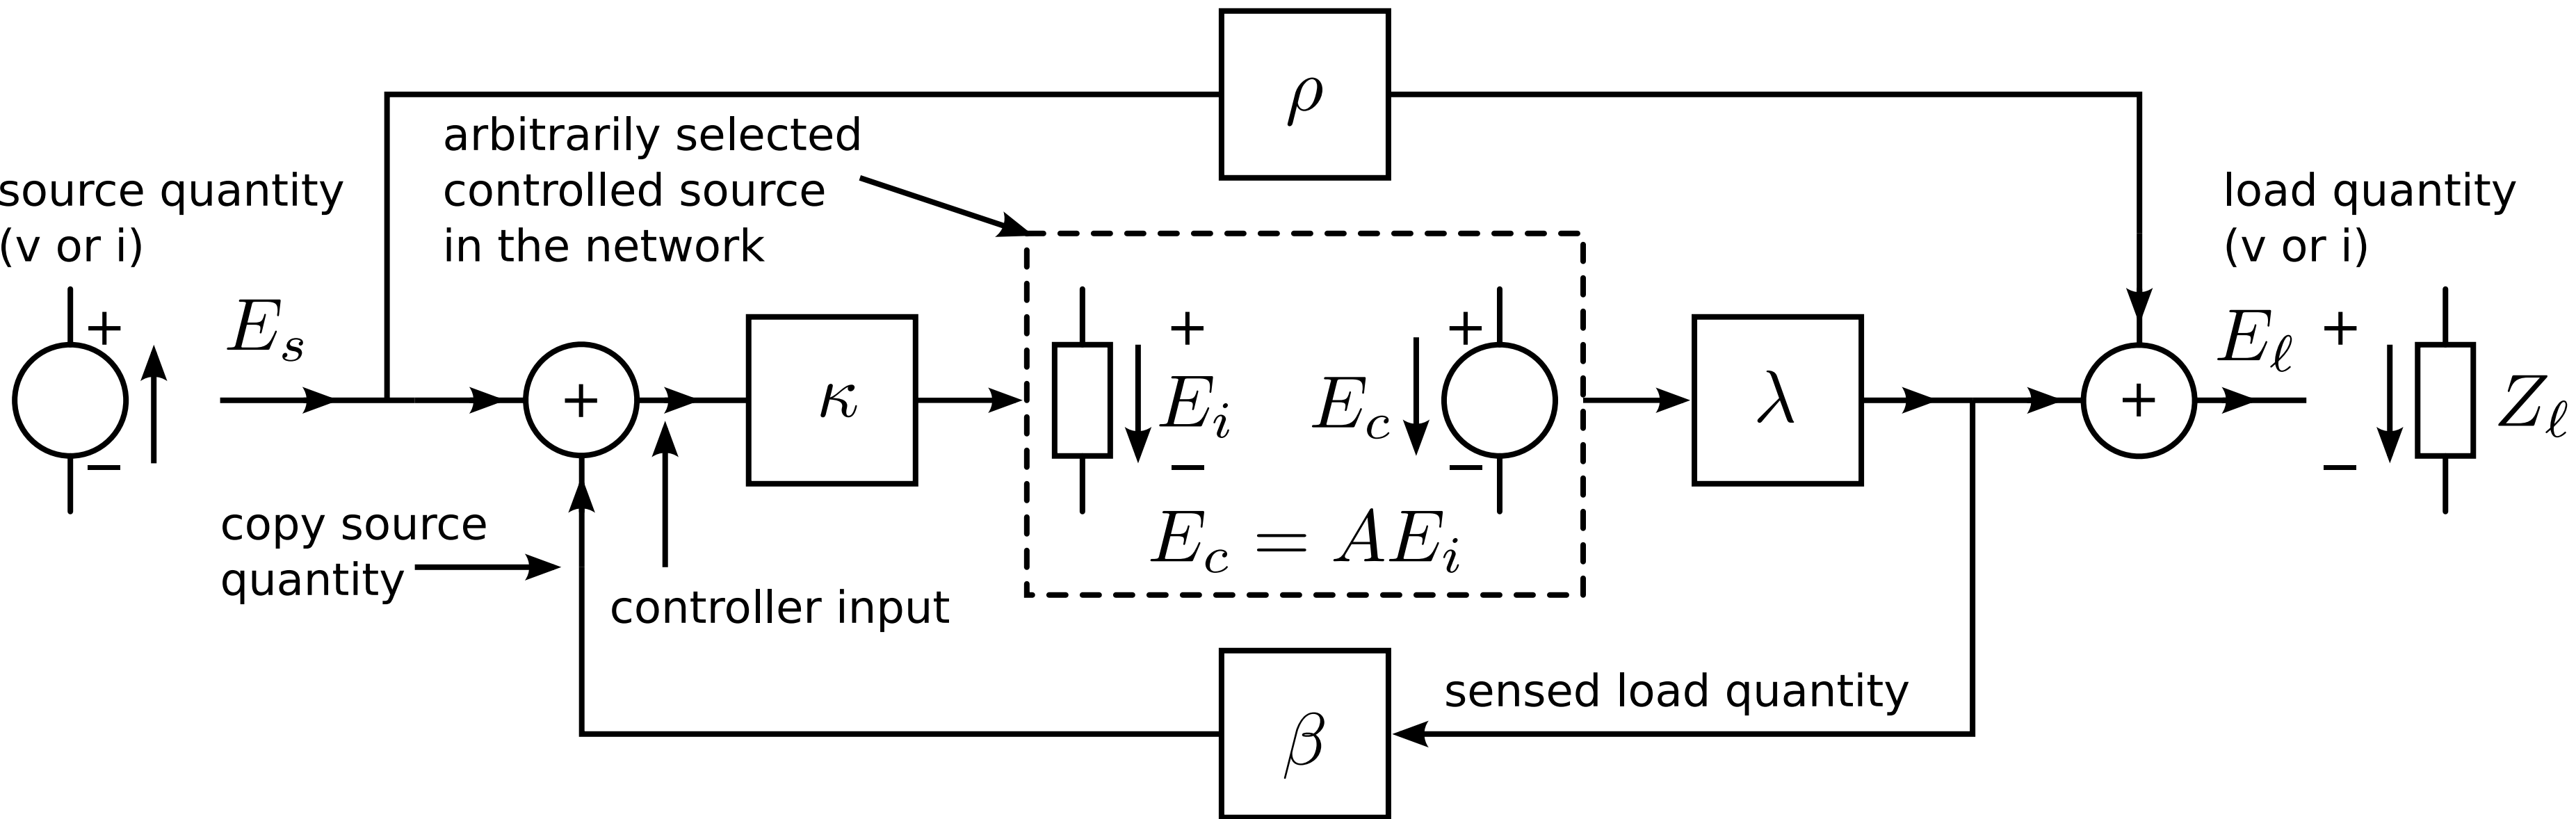 ρ
arbitrarily selected
controlled source
in the network
source quantity
(v or i)
load quantity
(v or i)
+
E_s
+
κ
+
E_i
−
+
E_c
−
E_c = AE_i
λ
+
E_ℓ
+
−
Z_ℓ
−
copy source
quantity
controller input
sensed load quantity
β